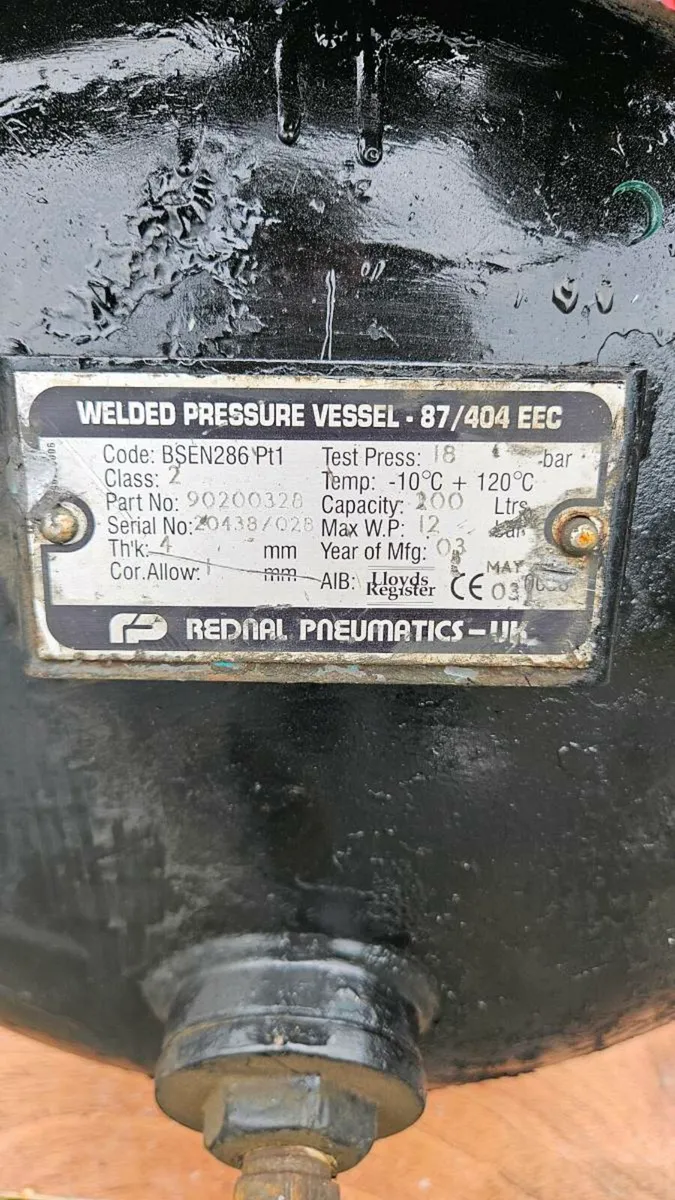 WELDED PRESSURE VESSEL - 87/404 EEC
Code: BSEN286 Pt1
Class: 2
Part No: 90200328
Serial No: 20438/028
Th'k: 4 mm
Cor.Allow: 1 mm
Test Press: 18 bar
Temp: -10°C + 120°C
Capacity: 200 Ltrs
Max W.P: 12 bar
Year of Mfg: 03
AIB: Lloyds Register CE MAY 03
REDNAL PNEUMATICS - UK